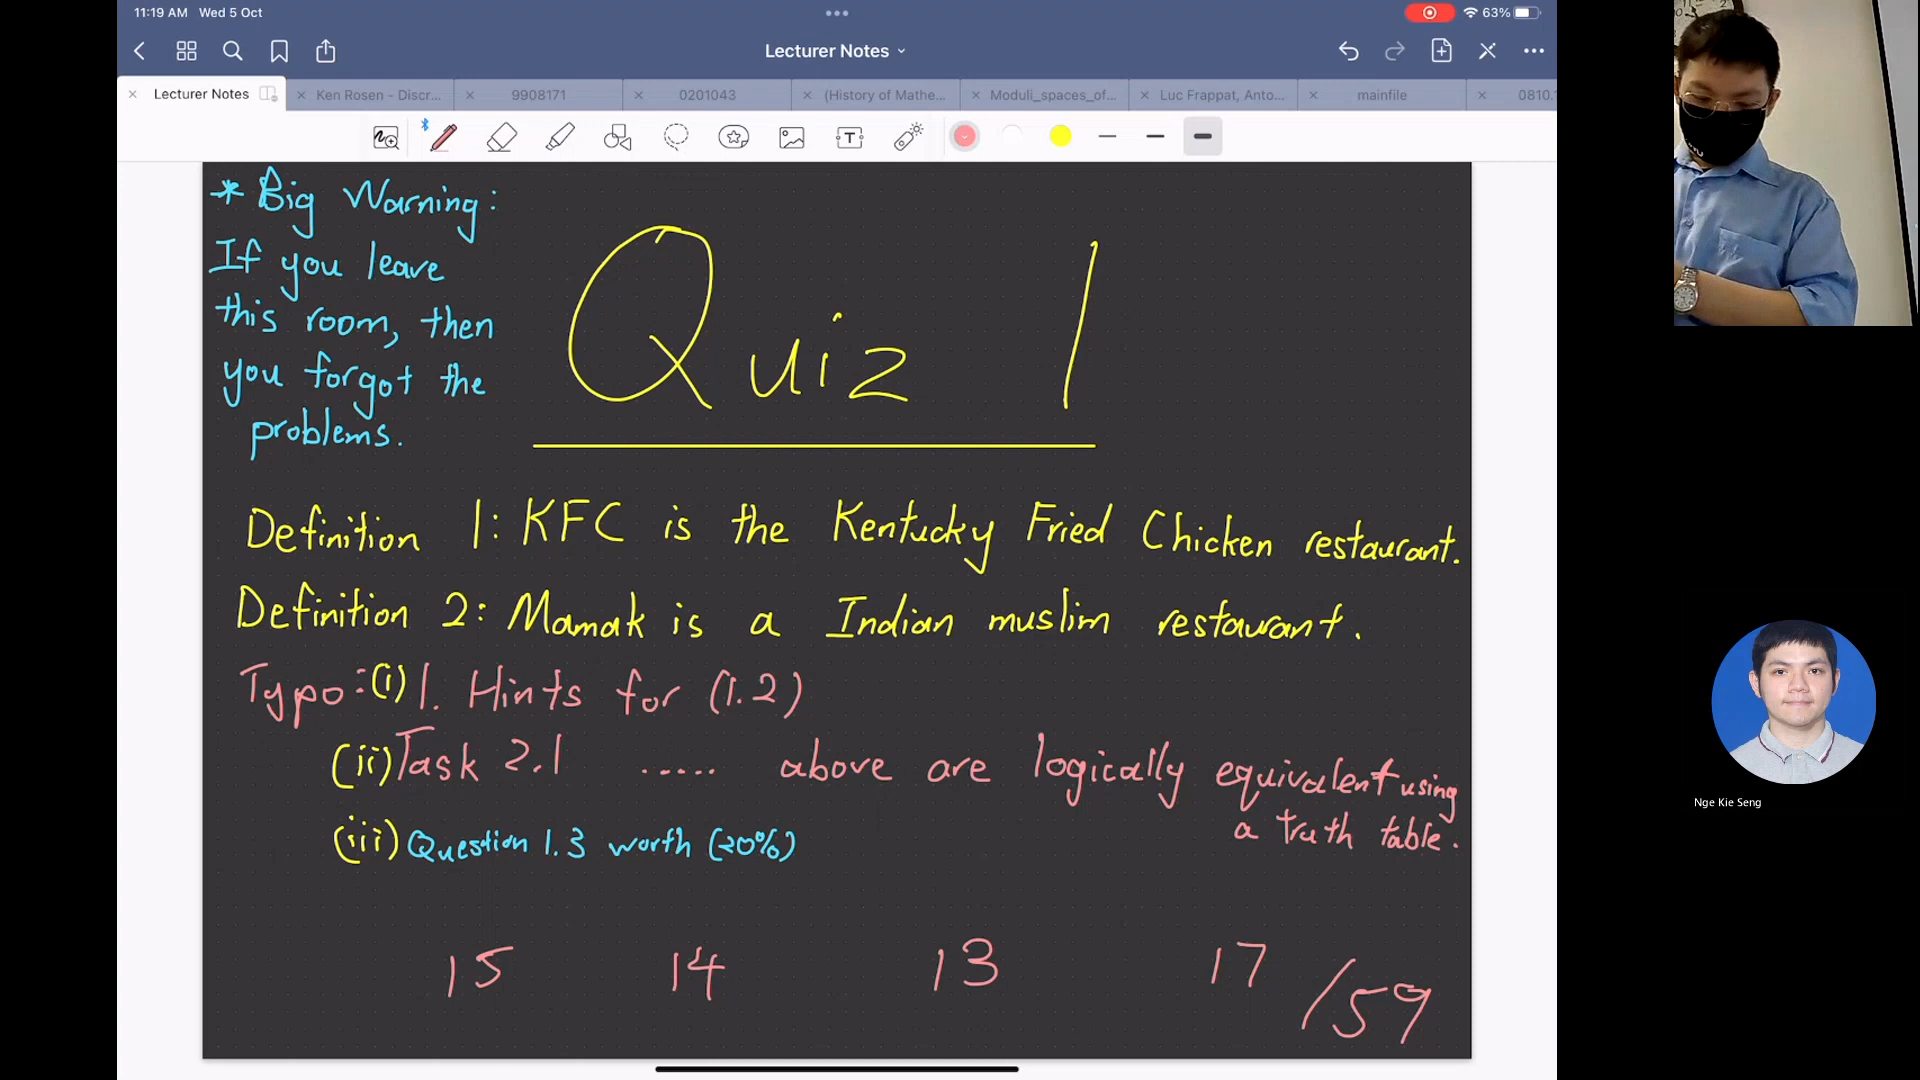 11:19 AM Wed 5 Oct
63%
Lecturer Notes
Lecturer Notes
Ken Rosen - Discr...
9908171
0201043
(History of Mathe...
Moduli_spaces_of...
Luc Frappat, Anto...
mainfile
0810.
* Big Warning:
If you leave
this room, then
you forgot the
problems.
Quiz 1
Definition 1: KFC is the Kentucky Fried Chicken restaurant.
Definition 2: Mamak is a Indian muslim restaurant.
Typo: (i) 1. Hints for (1.2)
(ii) Task 2.1 ..... above are logically equivalent using
a truth table.
(iii) Question 1.3 worth (20%)
15 14 13 17 /59
Nge Kie Seng